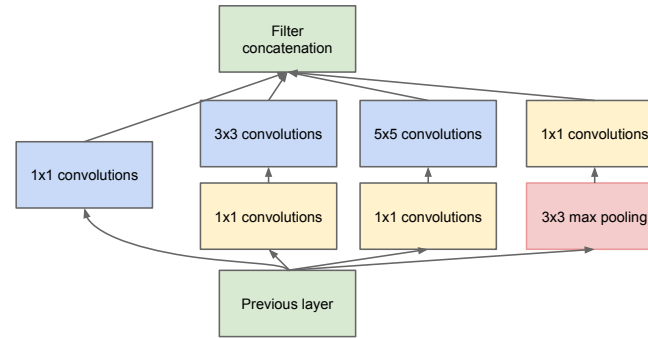 Filter
concatenation
3x3 convolutions
5x5 convolutions
1x1 convolutions
1x1 convolutions
1x1 convolutions
1x1 convolutions
3x3 max pooling
Previous layer